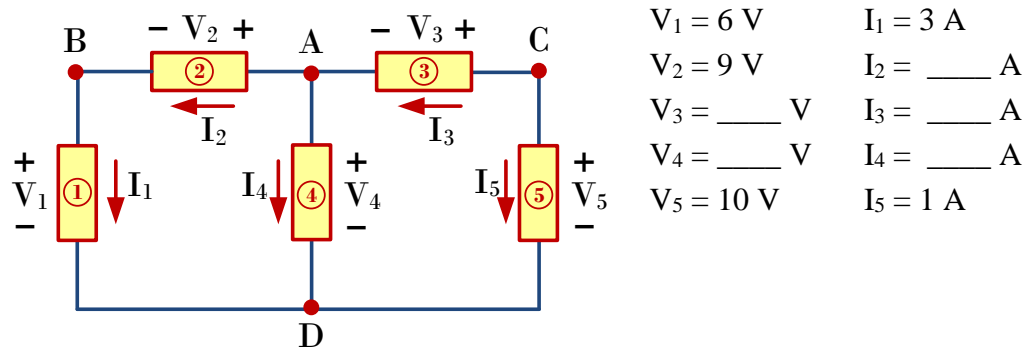 − V₂ +
− V₃ +
B
A
C
②
③
I₂
I₃
+
V₁
−
①
I₁
I₄
④
+
V₄
−
I₅
⑤
+
V₅
−
D
V₁ = 6 V I₁ = 3 A
V₂ = 9 V I₂ = ____ A
V₃ = ____ V I₃ = ____ A
V₄ = ____ V I₄ = ____ A
V₅ = 10 V I₅ = 1 A